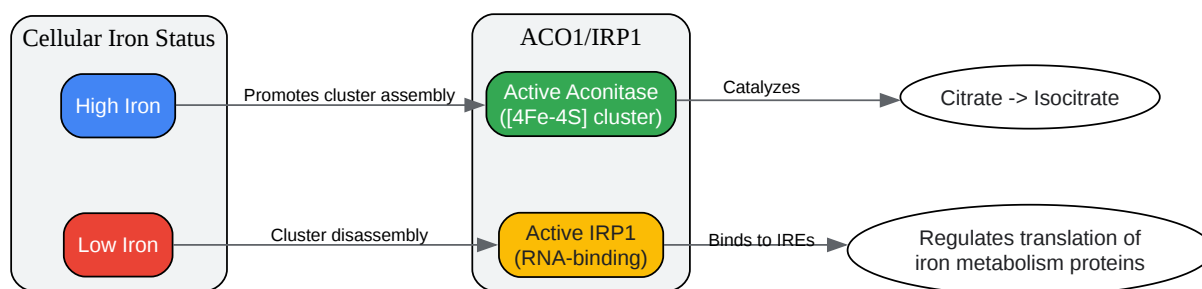 Cellular Iron Status
ACO1/IRP1
High Iron
Promotes cluster assembly
Active Aconitase
([4Fe-4S] cluster)
Catalyzes
Citrate -> Isocitrate
Low Iron
Cluster disassembly
Active IRP1
(RNA-binding)
Binds to IREs
Regulates translation of
iron metabolism proteins